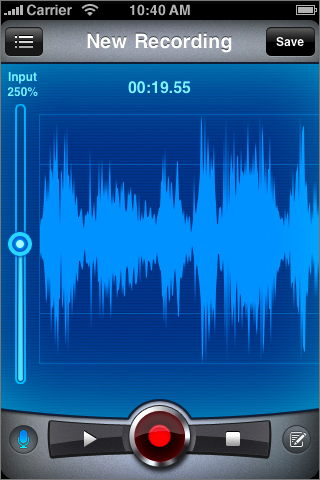 Carrier 10:40 AM
New Recording
Save
Input
250%
00:19.55